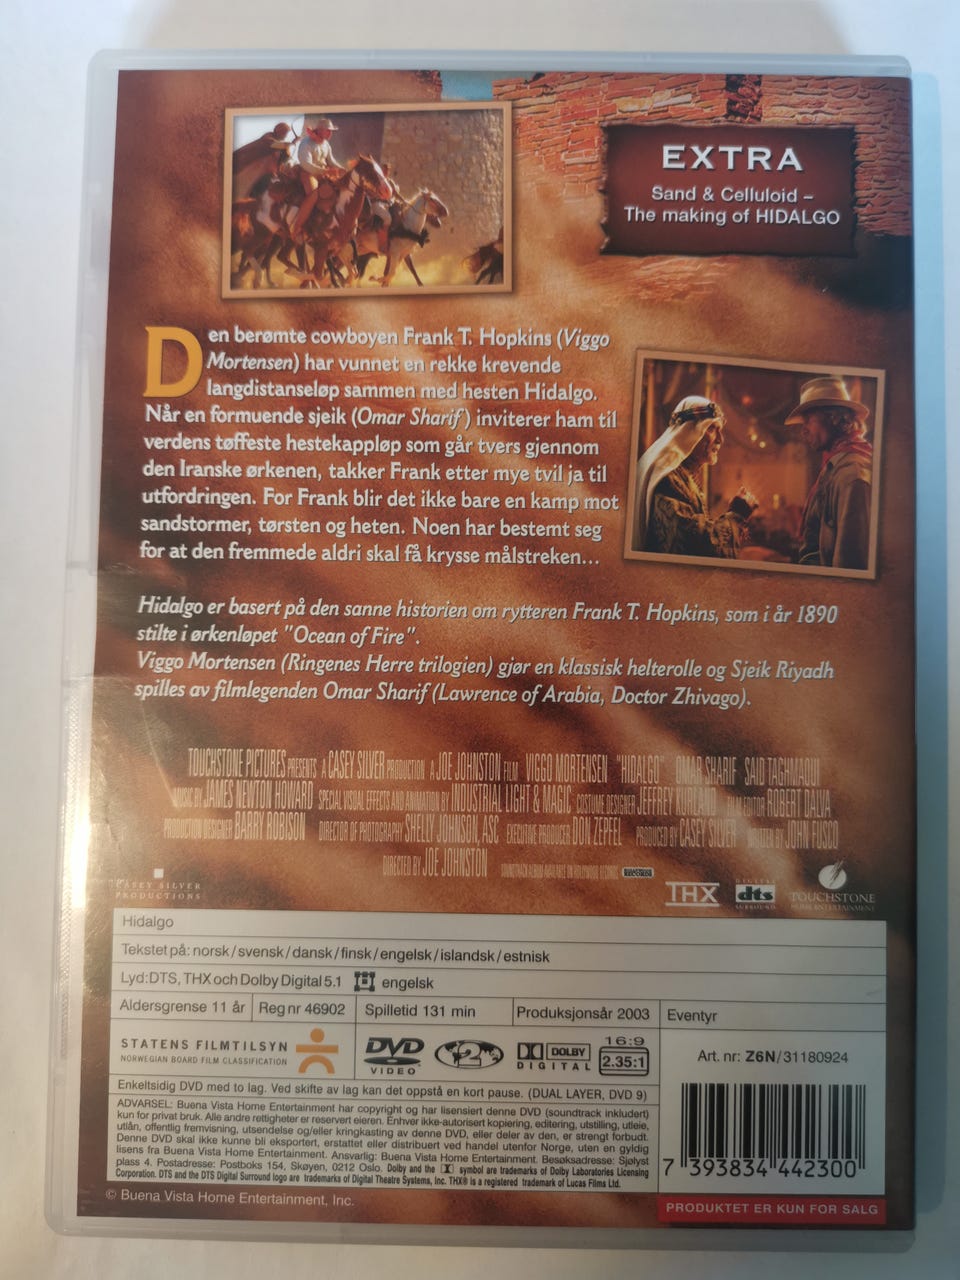 EXTRA
Sand & Celluloid –
The making of HIDALGO
Den berømte cowboyen Frank T. Hopkins (Viggo
Mortensen) har vunnet en rekke krevende
langdistanseløp sammen med hesten Hidalgo.
Når en formuende sjeik (Omar Sharif) inviterer ham til
verdens tøffeste hestekappløp som går tvers gjennom
den Iranske ørkenen, takker Frank etter mye tvil ja til
utfordringen. For Frank blir det ikke bare en kamp mot
sandstormer, tørsten og heten. Noen har bestemt seg
for at den fremmede aldri skal få krysse målstreken...
Hidalgo er basert på den sanne historien om rytteren Frank T. Hopkins, som i år 1890
stilte i ørkenløpet "Ocean of Fire".
Viggo Mortensen (Ringenes Herre trilogien) gjør en klassisk helterolle og Sjeik Riyadh
spilles av filmlegenden Omar Sharif (Lawrence of Arabia, Doctor Zhivago).
TOUCHSTONE PICTURES PRESENTS A CASEY SILVER PRODUCTION A JOE JOHNSTON FILM VIGGO MORTENSEN "HIDALGO" OMAR SHARIF SAID TAGHMAOUI
MUSIC BY JAMES NEWTON HOWARD SPECIAL VISUAL EFFECTS AND ANIMATION BY INDUSTRIAL LIGHT & MAGIC COSTUME DESIGNER JEFFREY KURLAND FILM EDITOR ROBERT DALVA
PRODUCTION DESIGNER BARRY ROBISON DIRECTOR OF PHOTOGRAPHY SHELLY JOHNSON, ASC EXECUTIVE PRODUCER DON ZEPFEL PRODUCED BY CASEY SILVER WRITTEN BY JOHN FUSCO
DIRECTED BY JOE JOHNSTON SOUNDTRACK ALBUM AVAILABLE ON HOLLYWOOD RECORDS
CASEY SILVER
PRODUCTIONS
THX
DIGITAL
dts
SURROUND
TOUCHSTONE
HOME ENTERTAINMENT
Hidalgo
Tekstet på: norsk/svensk/dansk/finsk/engelsk/islandsk/estnisk
Lyd: DTS, THX och Dolby Digital 5.1 engelsk
Aldersgrense 11 år Reg nr 46902 Spilletid 131 min Produksjonsår 2003 Eventyr
STATENS FILMTILSYN
NORWEGIAN BOARD FILM CLASSIFICATION
DVD
VIDEO
2
DOLBY
DIGITAL
16:9
2.35:1
Art. nr: Z6N/31180924
Enkeltsidig DVD med to lag. Ved skifte av lag kan det oppstå en kort pause. (DUAL LAYER, DVD 9)
ADVARSEL: Buena Vista Home Entertainment har copyright og har lisensiert denne DVD (soundtrack inkludert)
kun for privat bruk. Alle andre rettigheter er reservert eieren. Enhver ikke-autorisert kopiering, editering, utstilling, utleie,
utlån, offentlig fremvisning, utsendelse og/eller kringkasting av denne DVD, eller deler av den, er strengt forbudt.
Denne DVD skal ikke kunne bli eksportert, erstattet eller distribuert ved handel utenfor Norge, uten en gyldig
lisens fra Buena Vista Home Entertainment. Ansvarlig: Buena Vista Home Entertainment. Besøksadresse: Sjølyst
plass 4. Postadresse: Postboks 154, Skøyen, 0212 Oslo. Dolby and the symbol are trademarks of Dolby Laboratories Licensing
Corporation. DTS and the DTS Digital Surround logo are trademarks of Digital Theatre Systems, Inc. THX® is a registered trademark of Lucas Films Ltd.
7 393834 442300
© Buena Vista Home Entertainment, Inc.
PRODUKTET ER KUN FOR SALG